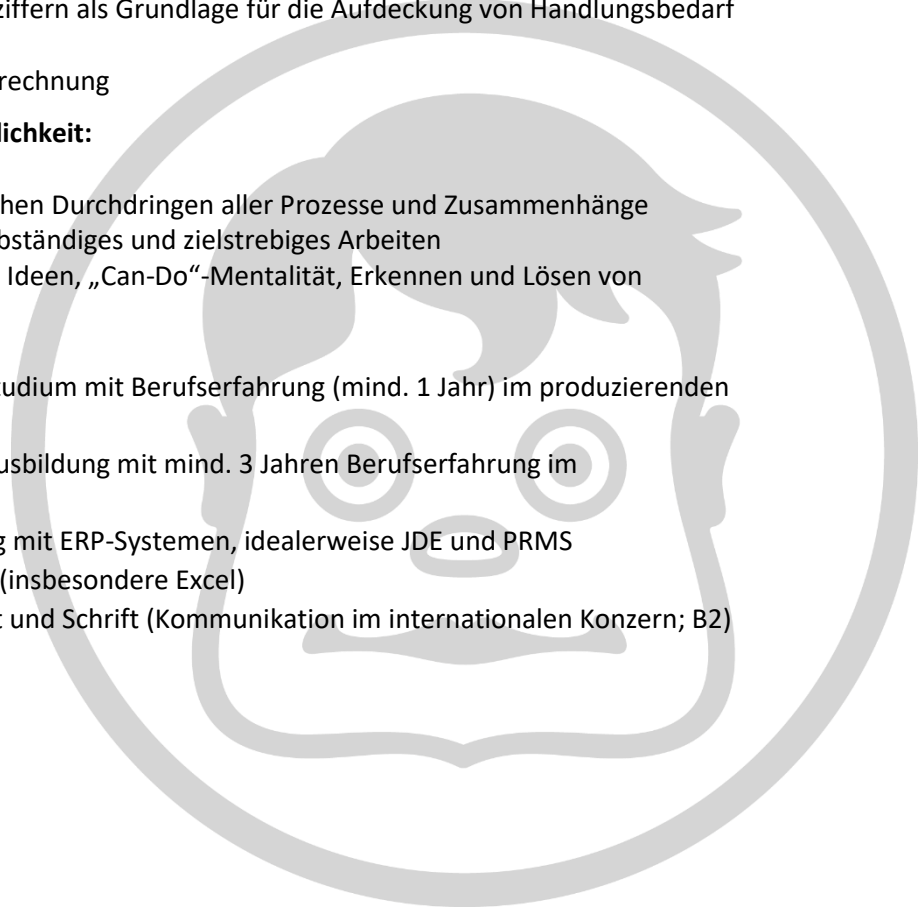 ziffern als Grundlage für die Aufdeckung von Handlungsbedarf
rechnung
lichkeit:
hen Durchdringen aller Prozesse und Zusammenhänge
bständiges und zielstrebiges Arbeiten
Ideen, „Can-Do“-Mentalität, Erkennen und Lösen von
tudium mit Berufserfahrung (mind. 1 Jahr) im produzierenden
usbildung mit mind. 3 Jahren Berufserfahrung im
g mit ERP-Systemen, idealerweise JDE und PRMS
(insbesondere Excel)
t und Schrift (Kommunikation im internationalen Konzern; B2)